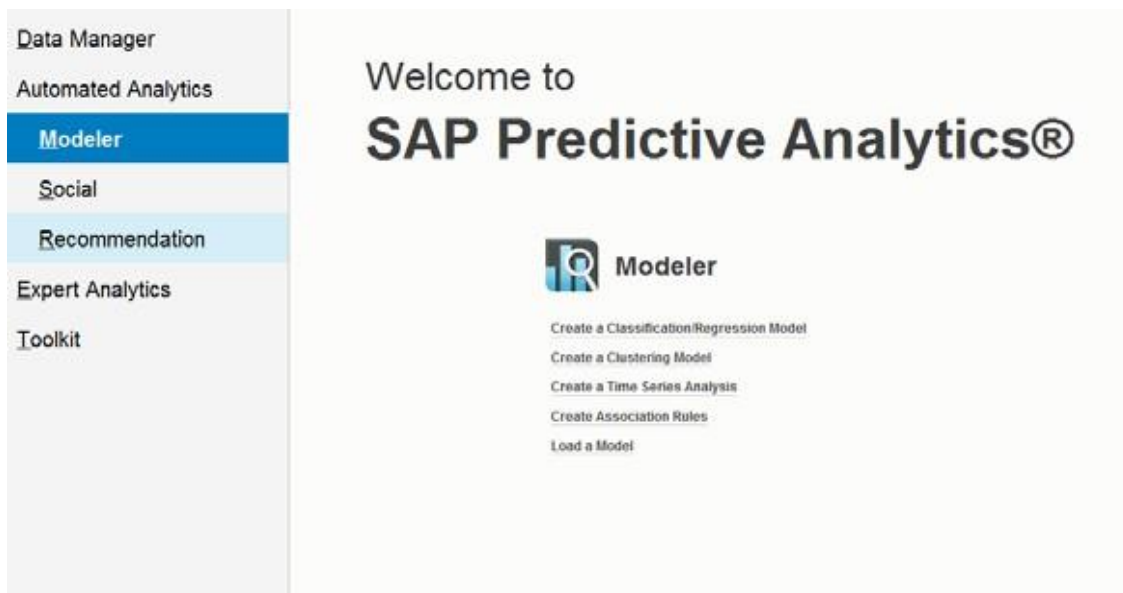 Data Manager
Automated Analytics
Modeler
Social
Recommendation
Expert Analytics
Toolkit
Welcome to
SAP Predictive Analytics®
Modeler
Create a Classification/Regression Model
Create a Clustering Model
Create a Time Series Analysis
Create Association Rules
Load a Model